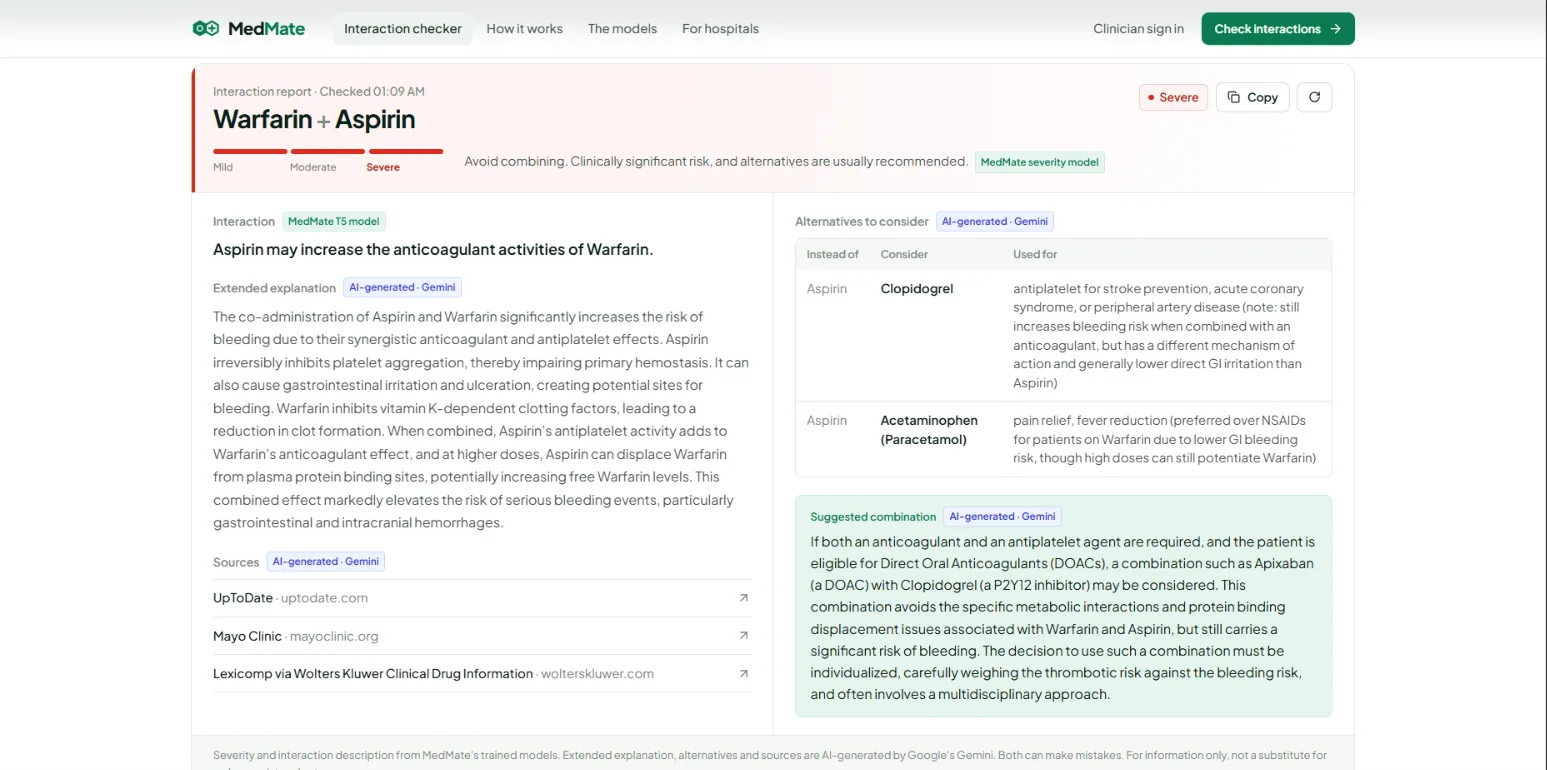 MedMate
Interaction checker
How it works
The models
For hospitals
Clinician sign in
Check interactions →
Interaction report · Checked 01:09 AM
Warfarin + Aspirin
Severe
Copy
Mild
Moderate
Severe
Avoid combining. Clinically significant risk, and alternatives are usually recommended.
MedMate severity model
Interaction
MedMate T5 model
Aspirin may increase the anticoagulant activities of Warfarin.
Extended explanation
AI-generated · Gemini
The co-administration of Aspirin and Warfarin significantly increases the risk of
bleeding due to their synergistic anticoagulant and antiplatelet effects. Aspirin
irreversibly inhibits platelet aggregation, thereby impairing primary hemostasis. It can
also cause gastrointestinal irritation and ulceration, creating potential sites for
bleeding. Warfarin inhibits vitamin K-dependent clotting factors, leading to a
reduction in clot formation. When combined, Aspirin's antiplatelet activity adds to
Warfarin's anticoagulant effect, and at higher doses, Aspirin can displace Warfarin
from plasma protein binding sites, potentially increasing free Warfarin levels. This
combined effect markedly elevates the risk of serious bleeding events, particularly
gastrointestinal and intracranial hemorrhages.
Sources
AI-generated · Gemini
UpToDate · uptodate.com
Mayo Clinic · mayoclinic.org
Lexicomp via Wolters Kluwer Clinical Drug Information · wolterskluwer.com
Alternatives to consider
AI-generated · Gemini
Instead of
Consider
Used for
Aspirin
Clopidogrel
antiplatelet for stroke prevention, acute coronary
syndrome, or peripheral artery disease (note: still
increases bleeding risk when combined with an
anticoagulant, but has a different mechanism of
action and generally lower direct GI irritation than
Aspirin)
Aspirin
Acetaminophen
(Paracetamol)
pain relief, fever reduction (preferred over NSAIDs
for patients on Warfarin due to lower GI bleeding
risk, though high doses can still potentiate Warfarin)
Suggested combination
AI-generated · Gemini
If both an anticoagulant and an antiplatelet agent are required, and the patient is
eligible for Direct Oral Anticoagulants (DOACs), a combination such as Apixaban
(a DOAC) with Clopidogrel (a P2Y12 inhibitor) may be considered. This
combination avoids the specific metabolic interactions and protein binding
displacement issues associated with Warfarin and Aspirin, but still carries a
significant risk of bleeding. The decision to use such a combination must be
individualized, carefully weighing the thrombotic risk against the bleeding risk,
and often involves a multidisciplinary approach.
Severity and interaction description from MedMate's trained models. Extended explanation, alternatives and sources are AI-generated by Google's Gemini. Both can make mistakes. For information only, not a substitute for